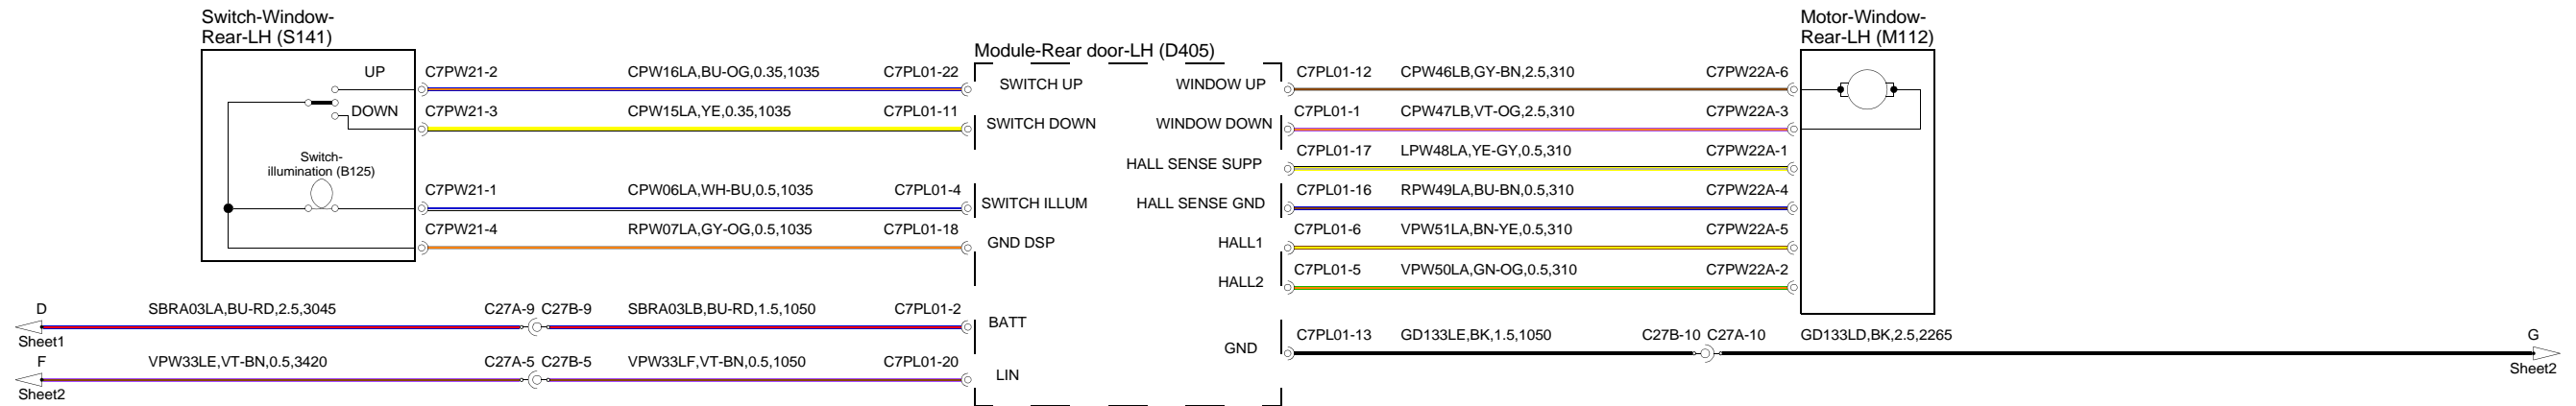 Switch-Window-
Rear-LH (S141)
UP
DOWN
Switch-
illumination (B125)
C7PW21-2 CPW16LA,BU-OG,0.35,1035 C7PL01-22
C7PW21-3 CPW15LA,YE,0.35,1035 C7PL01-11
C7PW21-1 CPW06LA,WH-BU,0.5,1035 C7PL01-4
C7PW21-4 RPW07LA,GY-OG,0.5,1035 C7PL01-18
D SBRA03LA,BU-RD,2.5,3045 C27A-9 C27B-9 SBRA03LB,BU-RD,1.5,1050 C7PL01-2
Sheet1
F VPW33LE,VT-BN,0.5,3420 C27A-5 C27B-5 VPW33LF,VT-BN,0.5,1050 C7PL01-20
Sheet2
Module-Rear door-LH (D405)
SWITCH UP WINDOW UP
SWITCH DOWN WINDOW DOWN
HALL SENSE SUPP
SWITCH ILLUM HALL SENSE GND
GND DSP HALL1
HALL2
BATT
GND
LIN
Motor-Window-
Rear-LH (M112)
C7PL01-12 CPW46LB,GY-BN,2.5,310 C7PW22A-6
C7PL01-1 CPW47LB,VT-OG,2.5,310 C7PW22A-3
C7PL01-17 LPW48LA,YE-GY,0.5,310 C7PW22A-1
C7PL01-16 RPW49LA,BU-BN,0.5,310 C7PW22A-4
C7PL01-6 VPW51LA,BN-YE,0.5,310 C7PW22A-5
C7PL01-5 VPW50LA,GN-OG,0.5,310 C7PW22A-2
C7PL01-13 GD133LE,BK,1.5,1050 C27B-10 C27A-10 GD133LD,BK,2.5,2265 G
Sheet2